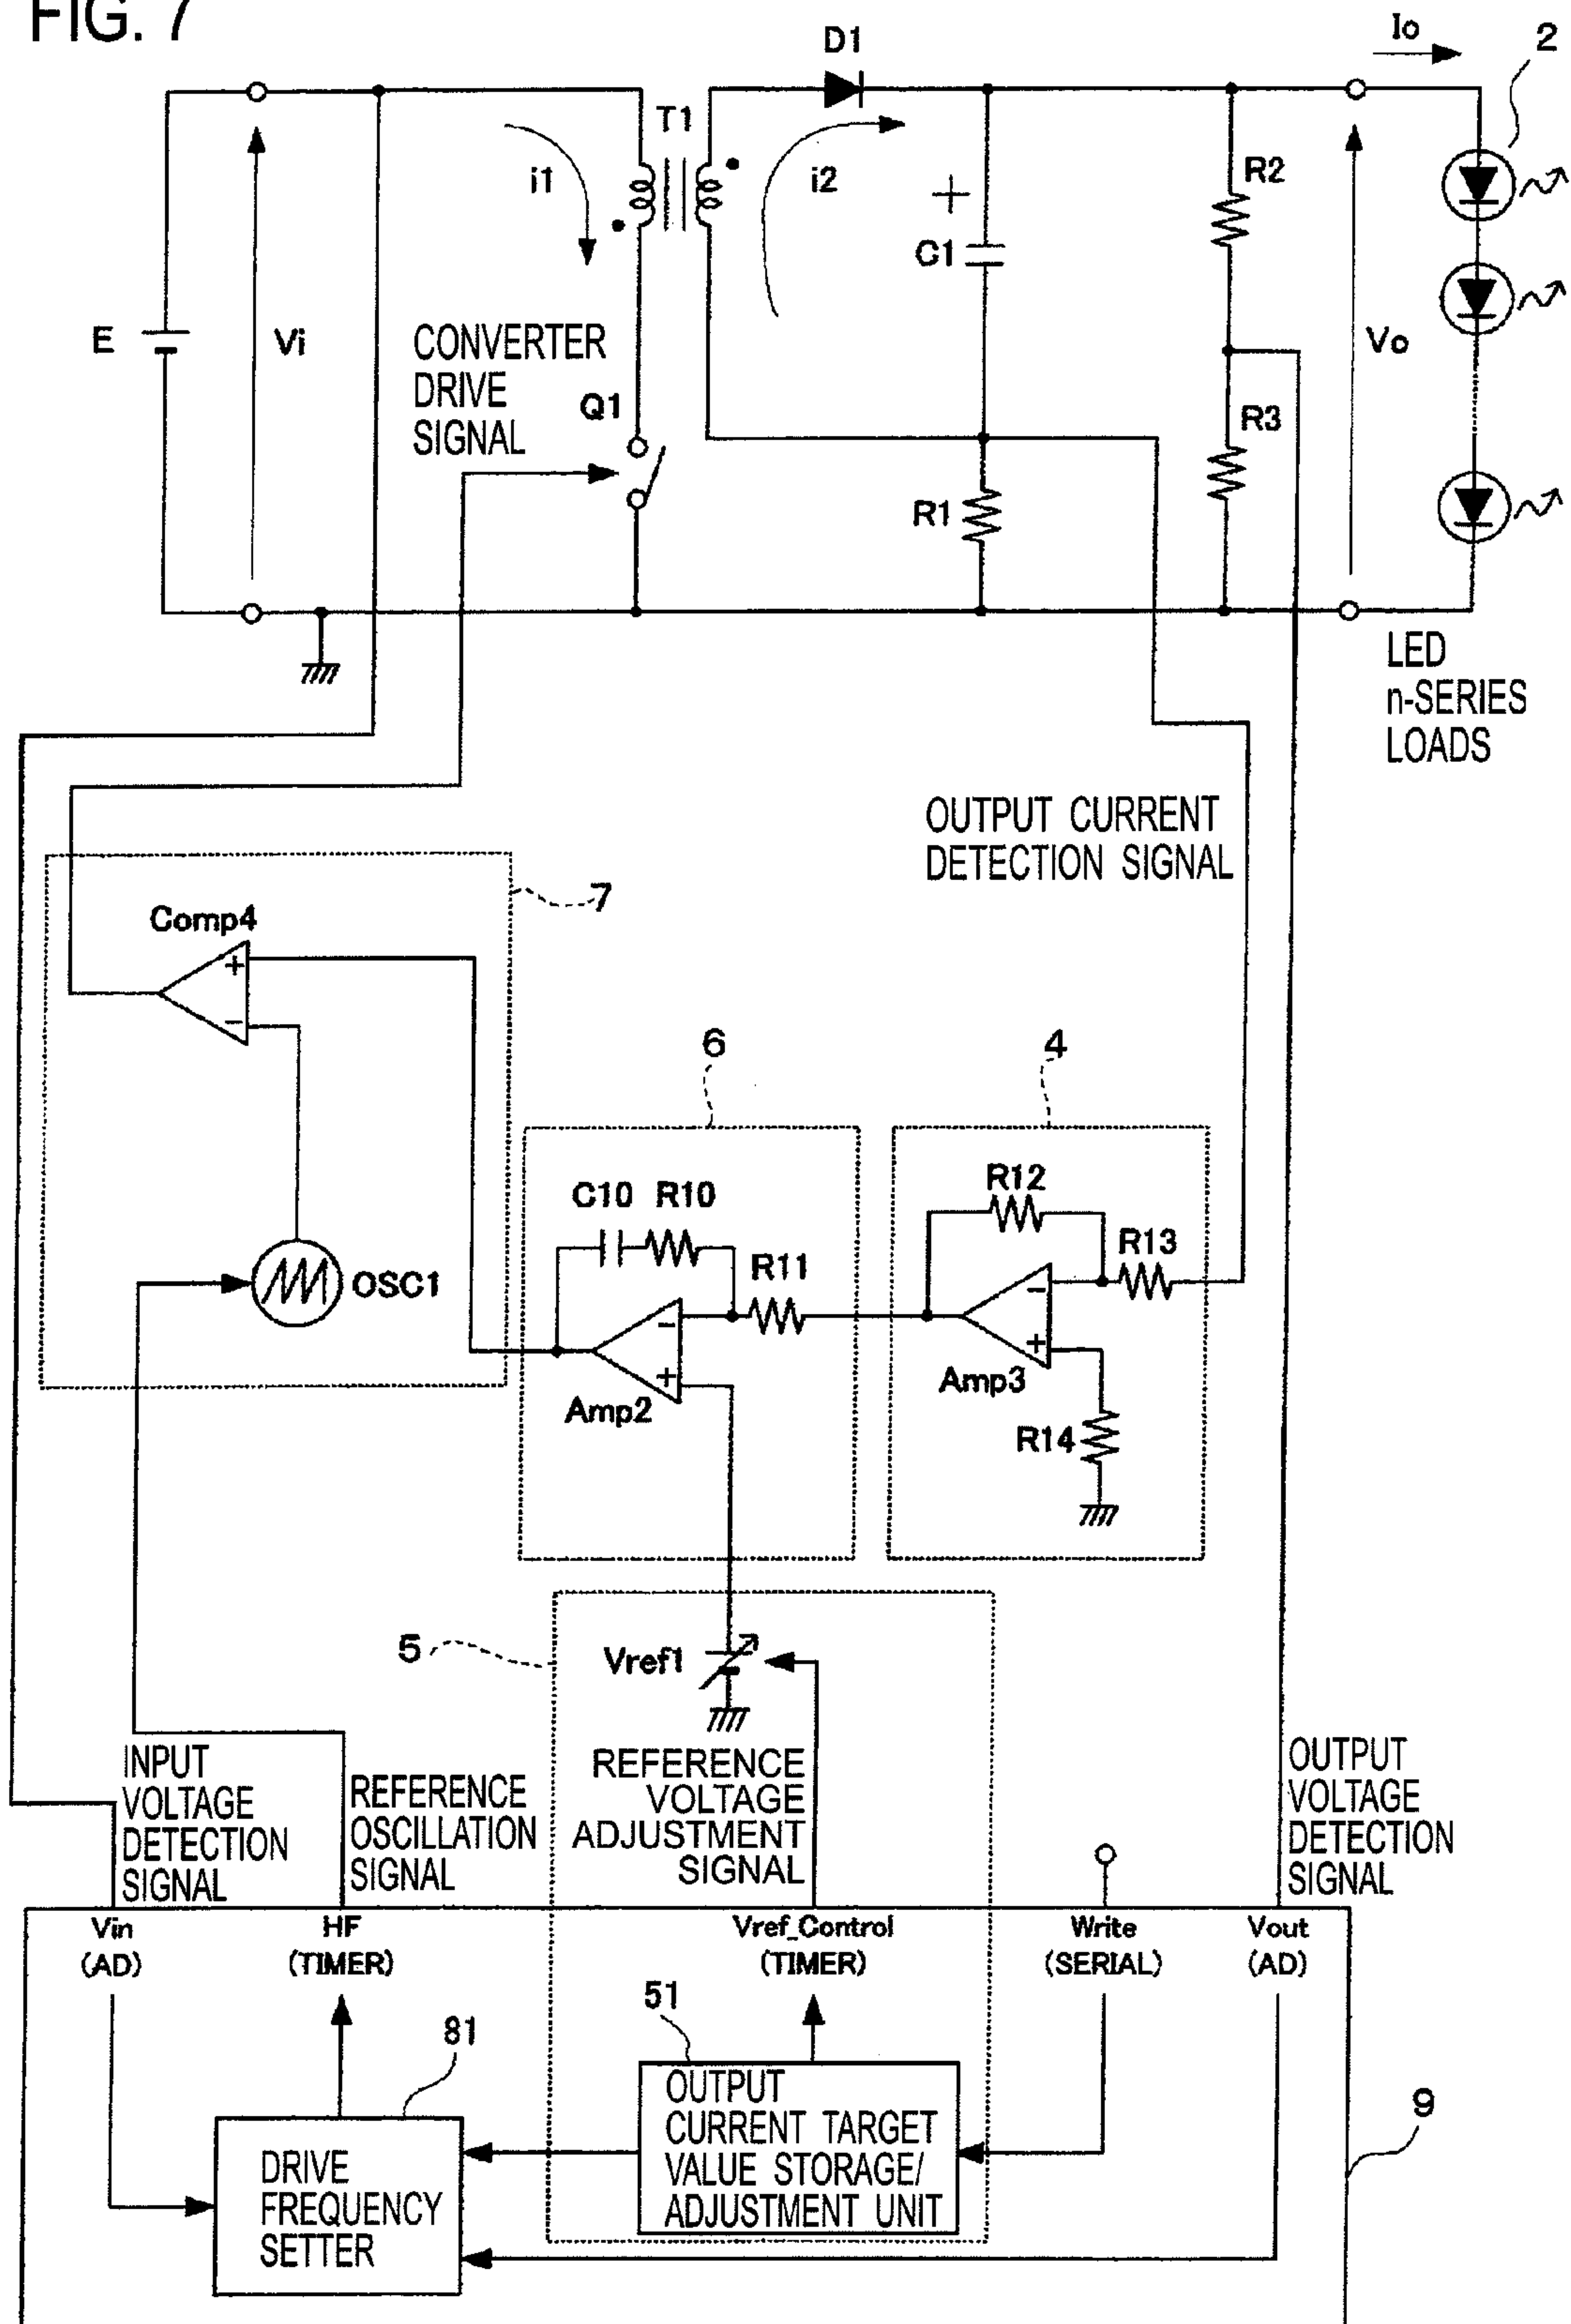 FIG. 7
D1
Io
2
T1
i1
i2
+
C1
R2
E
Vi
CONVERTER
DRIVE
SIGNAL
Q1
R3
Vo
R1
LED
n-SERIES
LOADS
OUTPUT CURRENT
DETECTION SIGNAL
7
Comp4
+
−
6
4
C10 R10
R11
R12
R13
OSC1
−
+
Amp2
−
+
Amp3
R14
5
Vref1
INPUT
VOLTAGE
DETECTION
SIGNAL
REFERENCE
OSCILLATION
SIGNAL
REFERENCE
VOLTAGE
ADJUSTMENT
SIGNAL
OUTPUT
VOLTAGE
DETECTION
SIGNAL
Vin
(AD)
HF
(TIMER)
Vref_Control
(TIMER)
Write
(SERIAL)
Vout
(AD)
81
51
DRIVE
FREQUENCY
SETTER
OUTPUT
CURRENT TARGET
VALUE STORAGE/
ADJUSTMENT UNIT
9